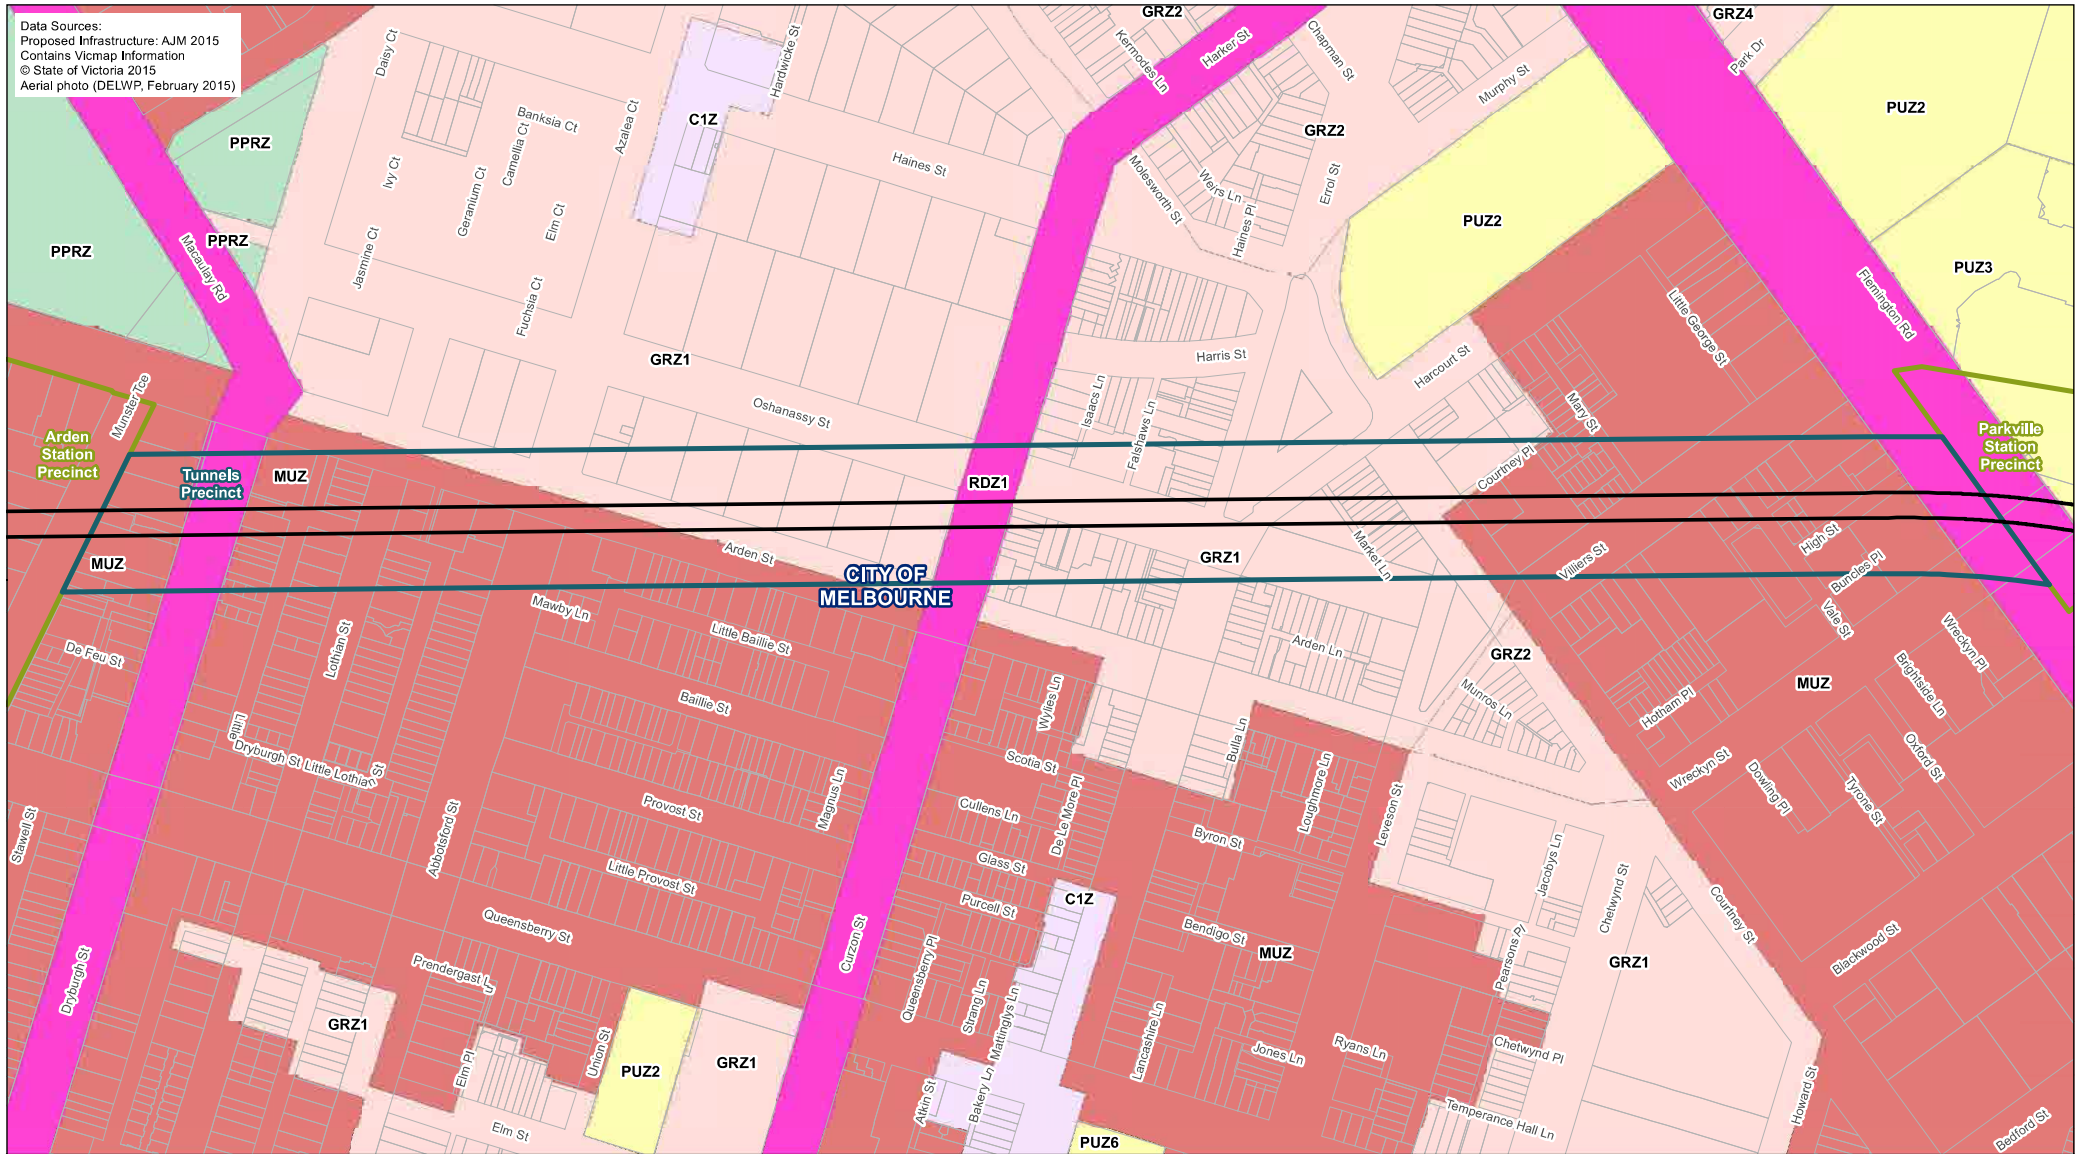 Data Sources:
Proposed Infrastructure: AJM 2015
Contains Vicmap Information
© State of Victoria 2015
Aerial photo (DELWP, February 2015)
GRZ2
GRZ4
Daisy Ct
Hardwicke St
Kermodes Ln
Harker St
Chapman St
Park Dr
Murphy St
PUZ2
Banksia Ct
Azalea Ct
C1Z
GRZ2
PPRZ
Camellia Ct
Ivy Ct
Haines St
Molesworth St
Weirs Ln
Errol St
Geranium Ct
Elm Ct
Haines Pl
PUZ2
PPRZ
PPRZ
Macaulay Rd
Jasmine Ct
PUZ3
Fuchsia Ct
Flemington Rd
Little George St
GRZ1
Harris St
Harcourt St
Munster Tce
Oshanassy St
Isaacs Ln
Falshaws Ln
Mary St
Arden
Station
Precinct
Parkville
Station
Precinct
Tunnels
Precinct
MUZ
RDZ1
Courtney Pl
MUZ
Arden St
GRZ1
Market Ln
Villiers St
High St
Buncles Pl
CITY OF
MELBOURNE
Mawby Ln
Little Baillie St
Lothian St
De Feu St
Arden Ln
GRZ2
Vale St
Wreckyn Pl
Brightside Ln
MUZ
Baillie St
Wylies Ln
Munros Ln
Hotham Pl
Little
Dryburgh St
Little Lothian
St
Scotia St
Bulla Ln
Oxford St
Wreckyn St
Dowling Pl
Tyrone St
Magnus Ln
Provost St
Cullens Ln
De Le More Pl
Loughmore Ln
Leveson St
Stawell St
Abbotsford St
Byron St
Glass St
Jacobys Ln
Chetwynd St
Little Provost St
C1Z
Purcell St
Courtney St
Queensberry St
Bendigo St
MUZ
Curzon St
Queensberry Pl
Pearsons Pl
GRZ1
Blackwood St
Prendergast Ln
Dryburgh St
Strang Ln
Mattinglys Ln
GRZ1
Lancashire Ln
Union St
Elm Pl
PUZ2
GRZ1
Jones Ln
Ryans Ln
Chetwynd Pl
Atkin St
Bakery Ln
Howard St
Elm St
PUZ6
Temperance Hall Ln
Bedford St